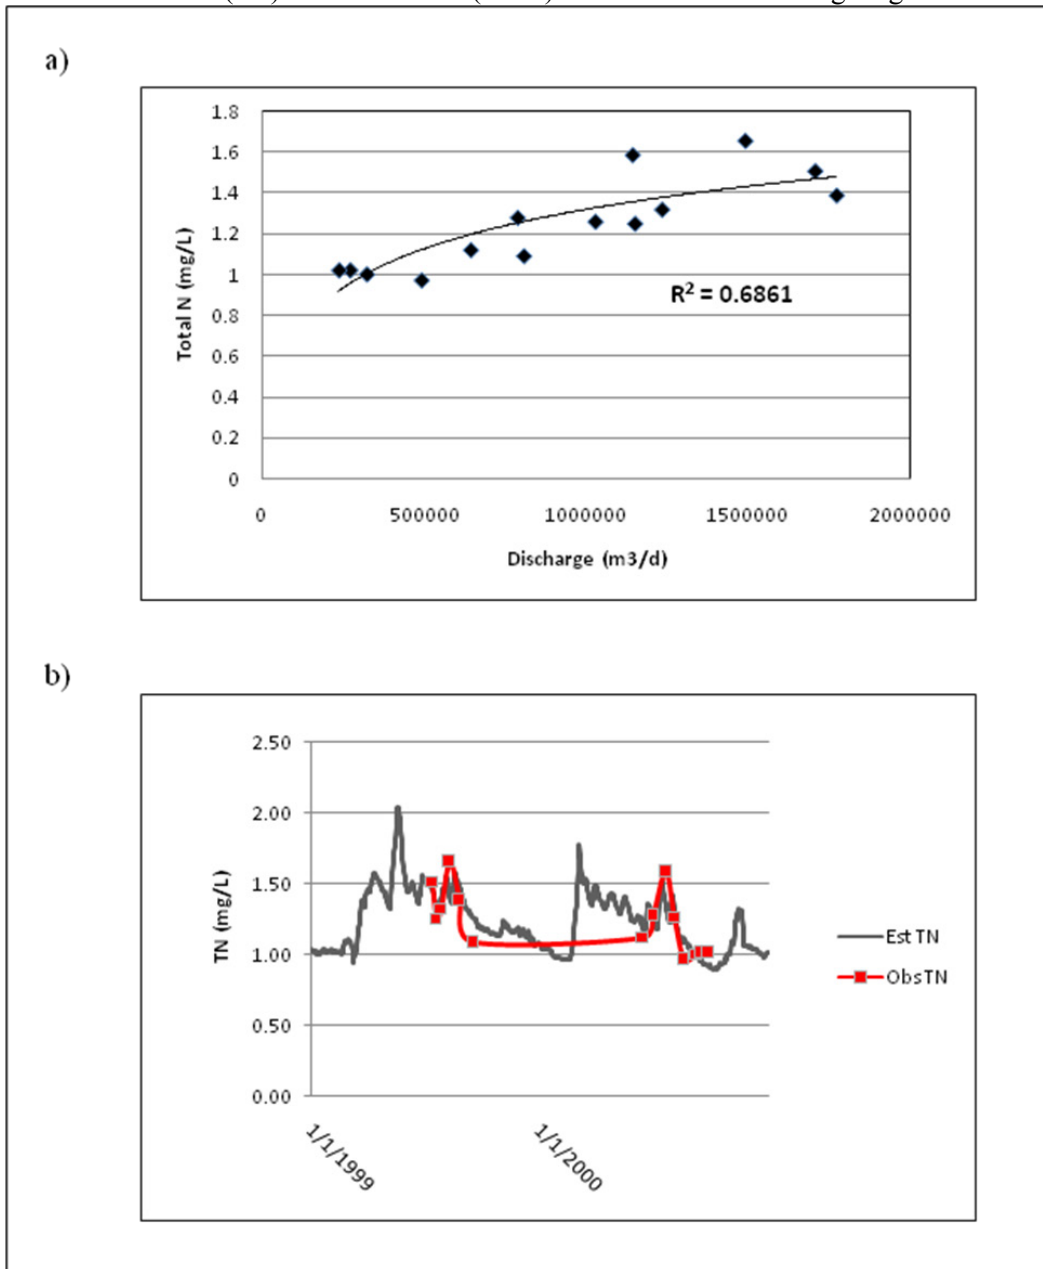 a)
1.8
1.6
1.4
1.2
1
0.8
0.6
0.4
0.2
0
Total N (mg/L)
R² = 0.6861
0 500000 1000000 1500000 2000000
Discharge (m3/d)
b)
2.50
2.00
1.50
1.00
0.50
0.00
TN (mg/L)
Est TN
ObsTN
1/1/1999 1/1/2000